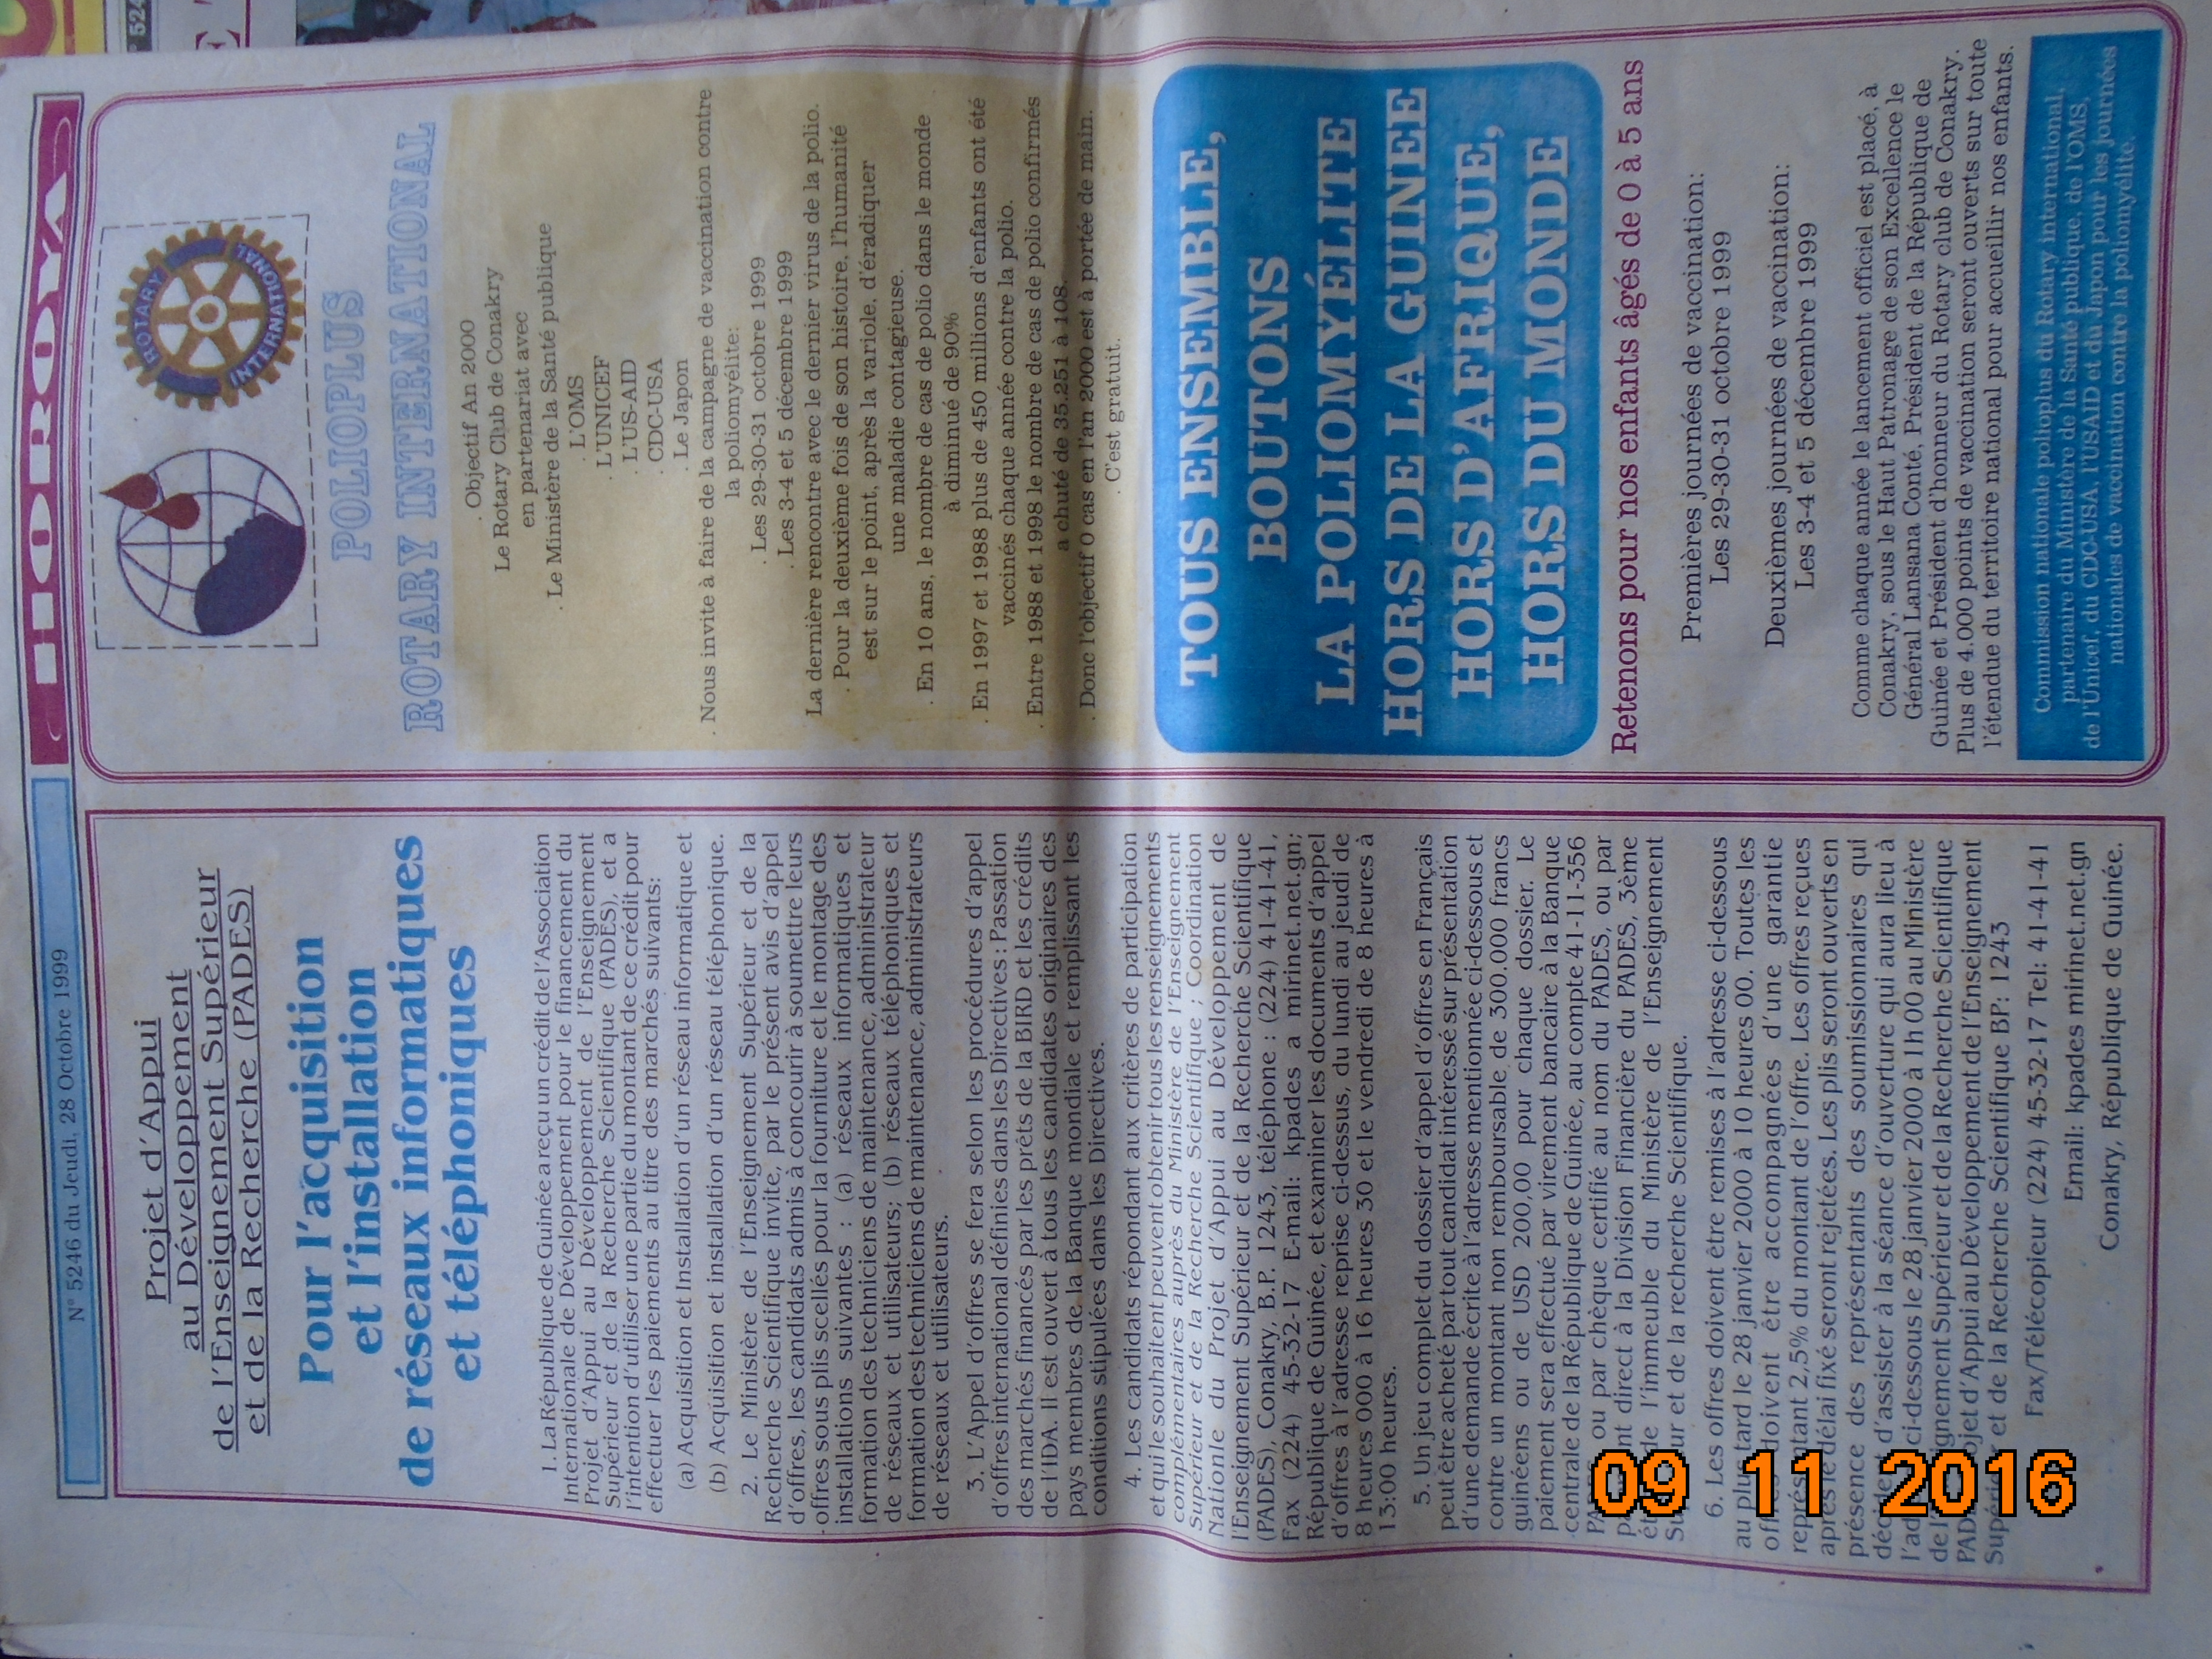 N° 5246 du Jeudi, 28 Octobre 1999
HOROYA
Projet d'Appui
au Développement
de l'Enseignement Supérieur
et de la Recherche (PADES)
Pour l'acquisition
et l'installation
de réseaux informatiques
et téléphoniques
1. La République de Guinée a reçu un crédit de l'Association
Internationale de Développement pour le financement du
Projet d'Appui au Développement de l'Enseignement
Supérieur et de la Recherche Scientifique (PADES), et a
l'intention d'utiliser une partie du montant de ce crédit pour
effectuer les paiements au titre des marchés suivants:
(a) Acquisition et Installation d'un réseau informatique et
(b) Acquisition et installation d'un réseau téléphonique.
2. Le Ministère de l'Enseignement Supérieur et de la
Recherche Scientifique invite, par le présent avis d'appel
d'offres, les candidats admis à concourir à soumettre leurs
offres sous plis scellés pour la fourniture et le montage des
installations suivantes : (a) réseaux informatiques et
formation des techniciens de maintenance, administrateur
de réseaux et utilisateurs; (b) réseaux téléphoniques et
formation des techniciens de maintenance, administrateurs
de réseaux et utilisateurs.
3. L'Appel d'offres se fera selon les procédures d'appel
d'offres international définies dans les Directives : Passation
des marchés financés par les prêts de la BIRD et les crédits
de l'IDA. Il est ouvert à tous les candidats originaires des
pays membres de la Banque mondiale et remplissant les
conditions stipulées dans les Directives.
4. Les candidats répondant aux critères de participation
et qui le souhaitent peuvent obtenir tous les renseignements
complémentaires auprès du Ministère de l'Enseignement
Supérieur et de la Recherche Scientifique ; Coordination
Nationle du Projet d'Appui au Développement de
l'Enseignement Supérieur et de la Recherche Scientifique
(PADES), Conakry, B.P. 1243, téléphone : (224) 41-41-41,
Fax (224) 45-32-17 E-mail: kpades a mirinet.net.gn;
République de Guinée, et examiner les documents d'appel
d'offres à l'adresse reprise ci-dessus, du lundi au jeudi de
8 heures 000 à 16 heures 30 et le vendredi de 8 heures à
13:00 heures.
5. Un jeu complet du dossier d'appel d'offres en Français
peut être acheté par tout candidat intéressé sur présentation
d'une demande écrite à l'adresse mentionnée ci-dessous et
contre un montant non remboursable de 300.000 francs
guinéens ou de USD 200,00 pour chaque dossier. Le
paiement sera effectué par virement bancaire à la Banque
centrale de la République de Guinée, au compte 41-11-356
ou par chèque certifié au nom du PADES, ou par
direct à la Division Financière du PADES, 3ème
de l'immeuble du Ministère de l'Enseignement
et de la recherche Scientifique.
6. Les offres doivent être remises à l'adresse ci-dessous
au plus tard le 28 janvier 2000 à 10 heures 00. Toutes les
doivent être accompagnées d'une garantie
représentant 2,5% du montant de l'offre. Les offres reçues
après le délai fixé seront rejetées. Les plis seront ouverts en
présence des représentants des soumissionnaires qui
d'assister à la séance d'ouverture qui aura lieu à
ci-dessous le 28 janvier 2000 à 1h 00 au Ministère
de l'Enseignement Supérieur et de la Recherche Scientifique
Projet d'Appui au Développement de l'Enseignement
Supérieur et de la Recherche Scientifique BP: 1243
Fax/Télécopieur (224) 45-32-17 Tel: 41-41-41
Email: kpades mirinet.net.gn
Conakry, République de Guinée.
ROTARY
INTERNATIONAL
POLIOPLUS
ROTARY INTERNATIONAL
. Objectif An 2000
Le Rotary Club de Conakry
en partenariat avec
. Le Ministère de la Santé publique
. L'OMS
. L'UNICEF
. L'US-AID
. CDC-USA
. Le Japon
. Nous invite à faire de la campagne de vaccination contre
la poliomyélite:
. Les 29-30-31 octobre 1999
. Les 3-4 et 5 décembre 1999
La dernière rencontre avec le dernier virus de la polio.
. Pour la deuxième fois de son histoire, l'humanité
est sur le point, après la variole, d'éradiquer
une maladie contagieuse.
. En 10 ans, le nombre de cas de polio dans le monde
à diminué de 90%
. En 1997 et 1988 plus de 450 millions d'enfants ont été
vaccinés chaque année contre la polio.
. Entre 1988 et 1998 le nombre de cas de polio confirmés
a chuté de 35.251 à 108.
. Donc l'objectif 0 cas en l'an 2000 est à portée de main.
. C'est gratuit.
TOUS ENSEMBLE,
BOUTONS
LA POLIOMYÉLITE
HORS DE LA GUINEE
HORS D'AFRIQUE,
HORS DU MONDE
Retenons pour nos enfants âgés de 0 à 5 ans
Premières journées de vaccination:
Les 29-30-31 octobre 1999
Deuxièmes journées de vaccination:
Les 3-4 et 5 décembre 1999
Comme chaque année le lancement officiel est placé, à
Conakry, sous le Haut Patronage de son Excellence le
Général Lansana Conté, Président de la République de
Guinée et Président d'honneur du Rotary club de Conakry.
Plus de 4.000 points de vaccination seront ouverts sur toute
l'étendue du territoire national pour accueillir nos enfants.
Commission nationale polioplus du Rotary international,
partenaire du Ministère de la Santé publique, de l'OMS,
de l'Unicef, du CDC-USA, l'USAID et du Japon pour les journées
nationales de vaccination contre la poliomyélite.
09 11 2016